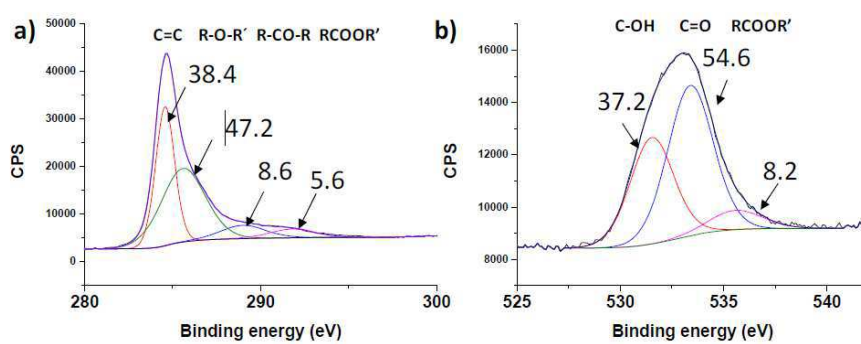 a)
C=C R-O-R´ R-CO-R RCOOR’
50000
40000
30000
20000
10000
0
CPS
38.4
47.2
8.6
5.6
280 290 300
Binding energy (eV)
b)
C-OH C=O RCOOR’
16000
14000
12000
10000
8000
CPS
54.6
37.2
8.2
525 530 535 540
Binding energy (eV)